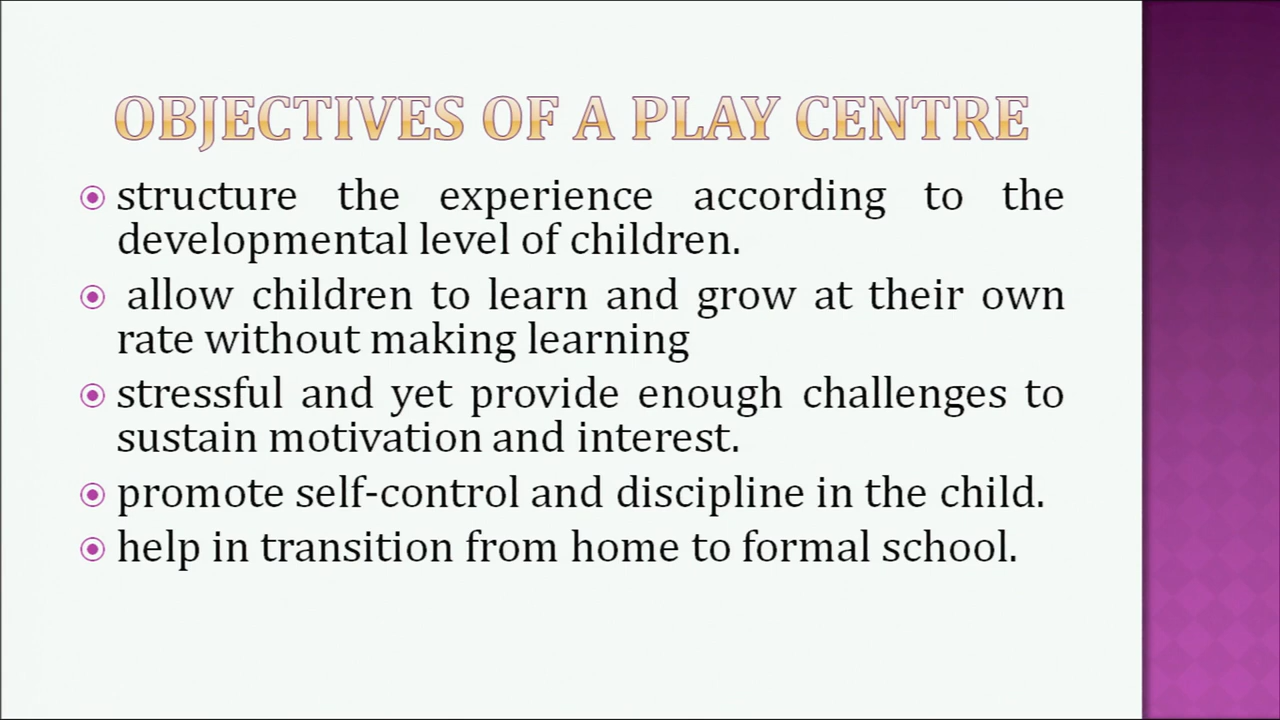 OBJECTIVES OF A PLAY CENTRE
structure the experience according to the
developmental level of children.
allow children to learn and grow at their own
rate without making learning
stressful and yet provide enough challenges to
sustain motivation and interest.
promote self-control and discipline in the child.
help in transition from home to formal school.